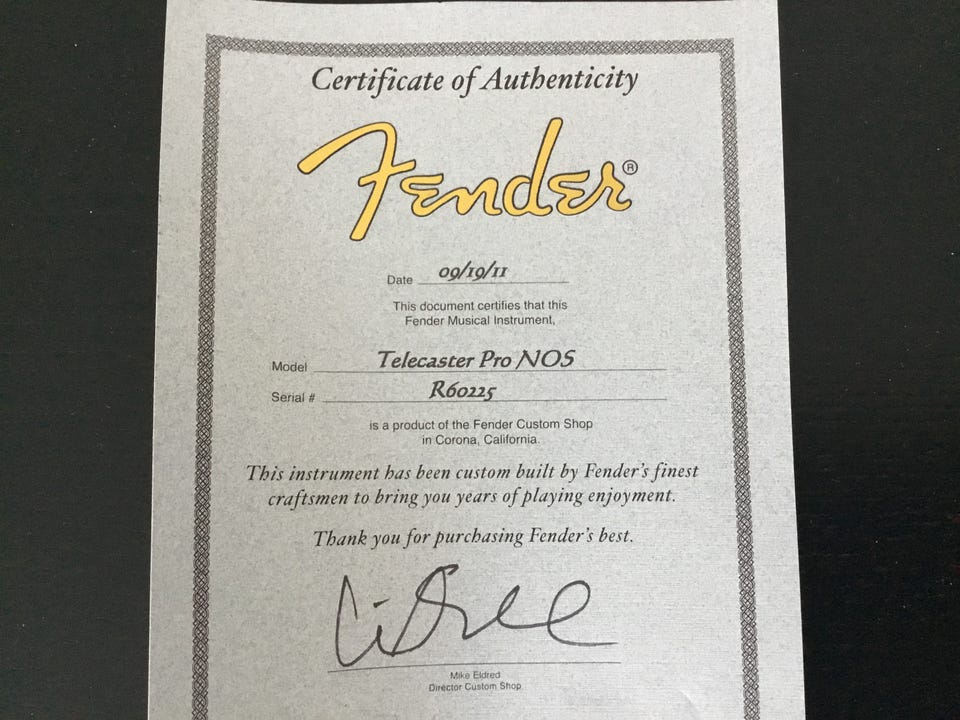 Certificate of Authenticity
Fender®
Date 09/19/11
This document certifies that this
Fender Musical Instrument,
Model Telecaster Pro NOS
Serial # R60225
is a product of the Fender Custom Shop
in Corona, California.
This instrument has been custom built by Fender's finest
craftsmen to bring you years of playing enjoyment.
Thank you for purchasing Fender's best.
Mike Eldred
Director Custom Shop